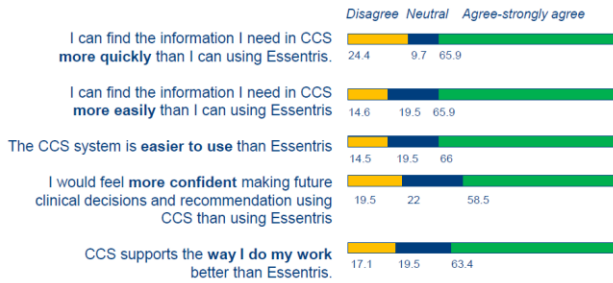 Disagree Neutral Agree-strongly agree
I can find the information I need in CCS
more quickly than I can using Essentris.
24.4 9.7 65.9
I can find the information I need in CCS
more easily than I can using Essentris
14.6 19.5 65.9
The CCS system is easier to use than Essentris
14.5 19.5 66
I would feel more confident making future
clinical decisions and recommendation using
CCS than using Essentris
19.5 22 58.5
CCS supports the way I do my work
better than Essentris.
17.1 19.5 63.4